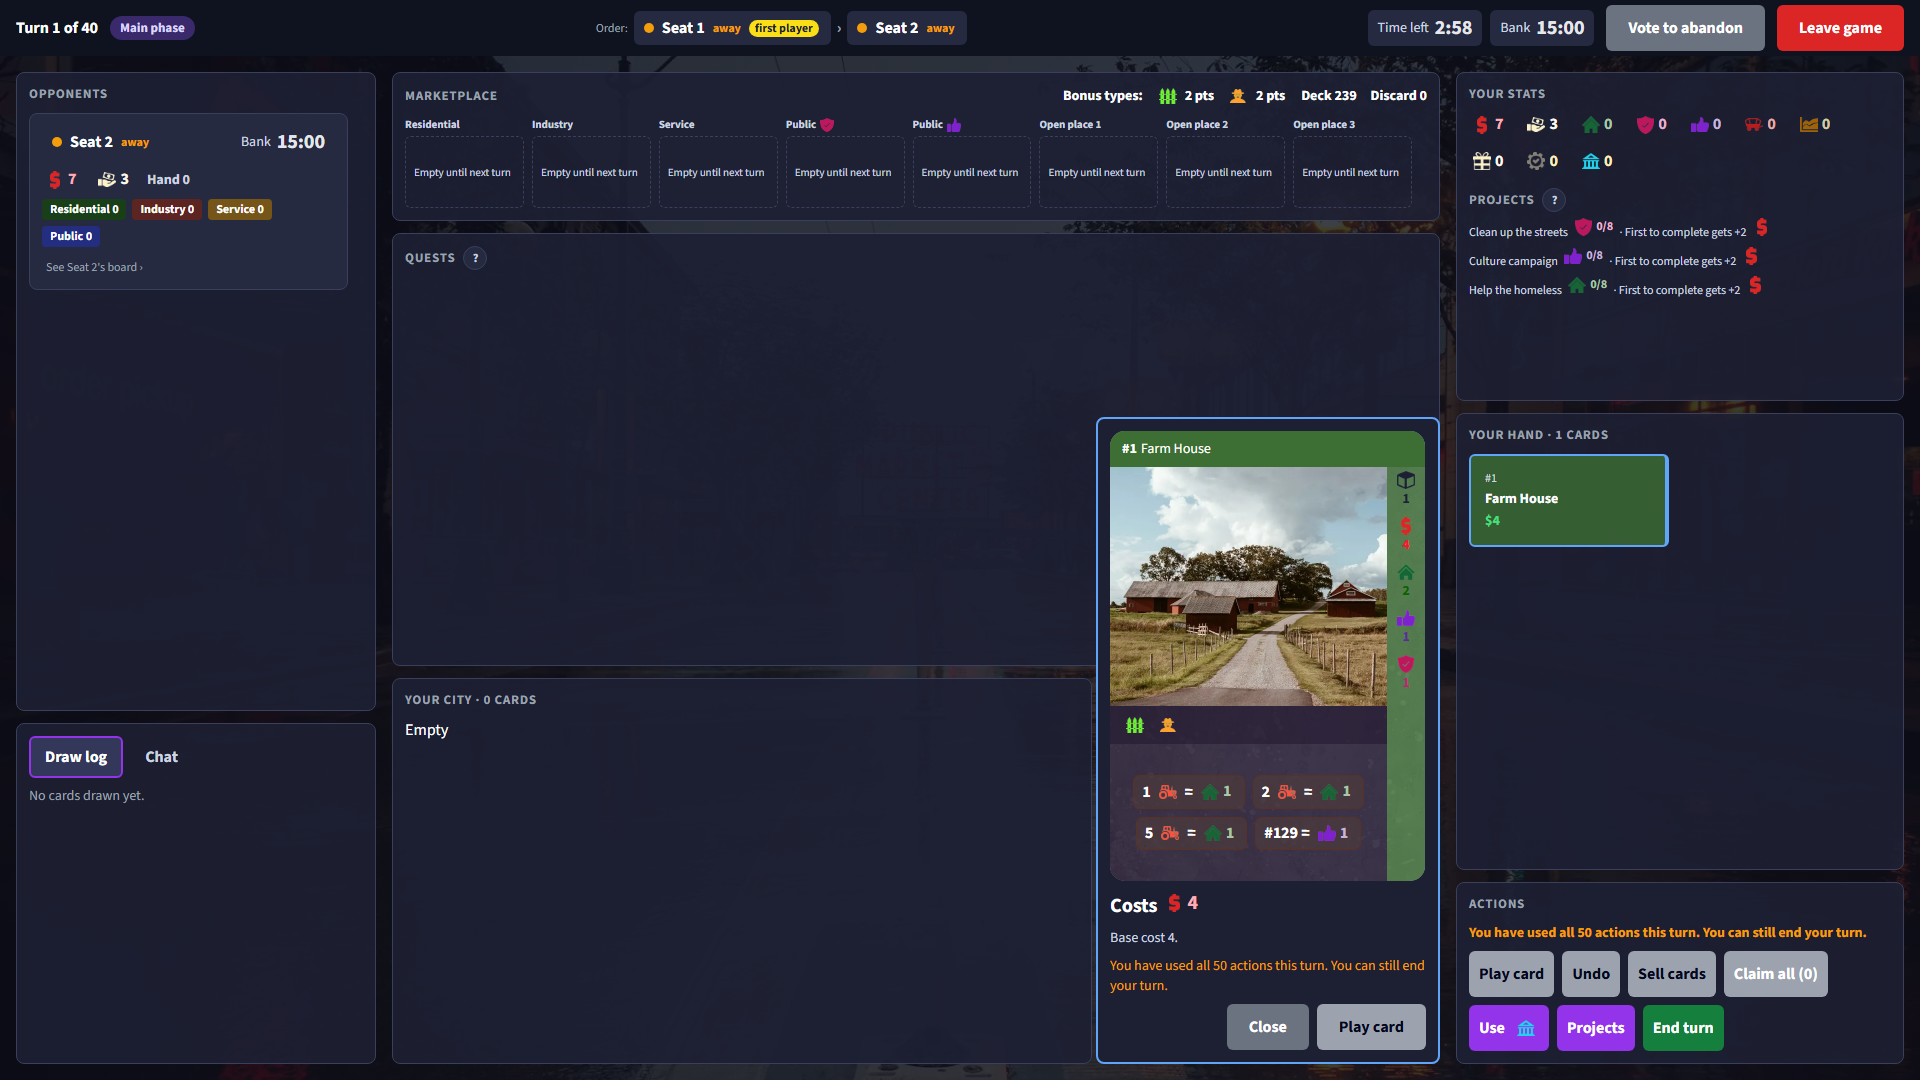 Turn 1 of 40 Main phase
Order: Seat 1 away first player › Seat 2 away
Time left 2:58 Bank 15:00 Vote to abandon Leave game
OPPONENTS
Seat 2 away Bank 15:00
7 3 Hand 0
Residential 0 Industry 0 Service 0
Public 0
See Seat 2's board ›
Draw log Chat
No cards drawn yet.
MARKETPLACE Bonus types: 2 pts 2 pts Deck 239 Discard 0
Residential Industry Service Public Public Open place 1 Open place 2 Open place 3
Empty until next turn Empty until next turn Empty until next turn Empty until next turn Empty until next turn Empty until next turn Empty until next turn Empty until next turn
QUESTS ?
YOUR CITY · 0 CARDS
Empty
#1 Farm House
1
4
2
1
1
1 = 1 2 = 1
5 = 1 #129 = 1
Costs $ 4
Base cost 4.
You have used all 50 actions this turn. You can still end
your turn.
Close Play card
YOUR STATS
$ 7 3 0 0 0 0 0
0 0 0
PROJECTS ?
Clean up the streets 0/8 · First to complete gets +2 $
Culture campaign 0/8 · First to complete gets +2 $
Help the homeless 0/8 · First to complete gets +2 $
YOUR HAND · 1 CARDS
#1
Farm House
$4
ACTIONS
You have used all 50 actions this turn. You can still end your turn.
Play card Undo Sell cards Claim all (0)
Use Projects End turn